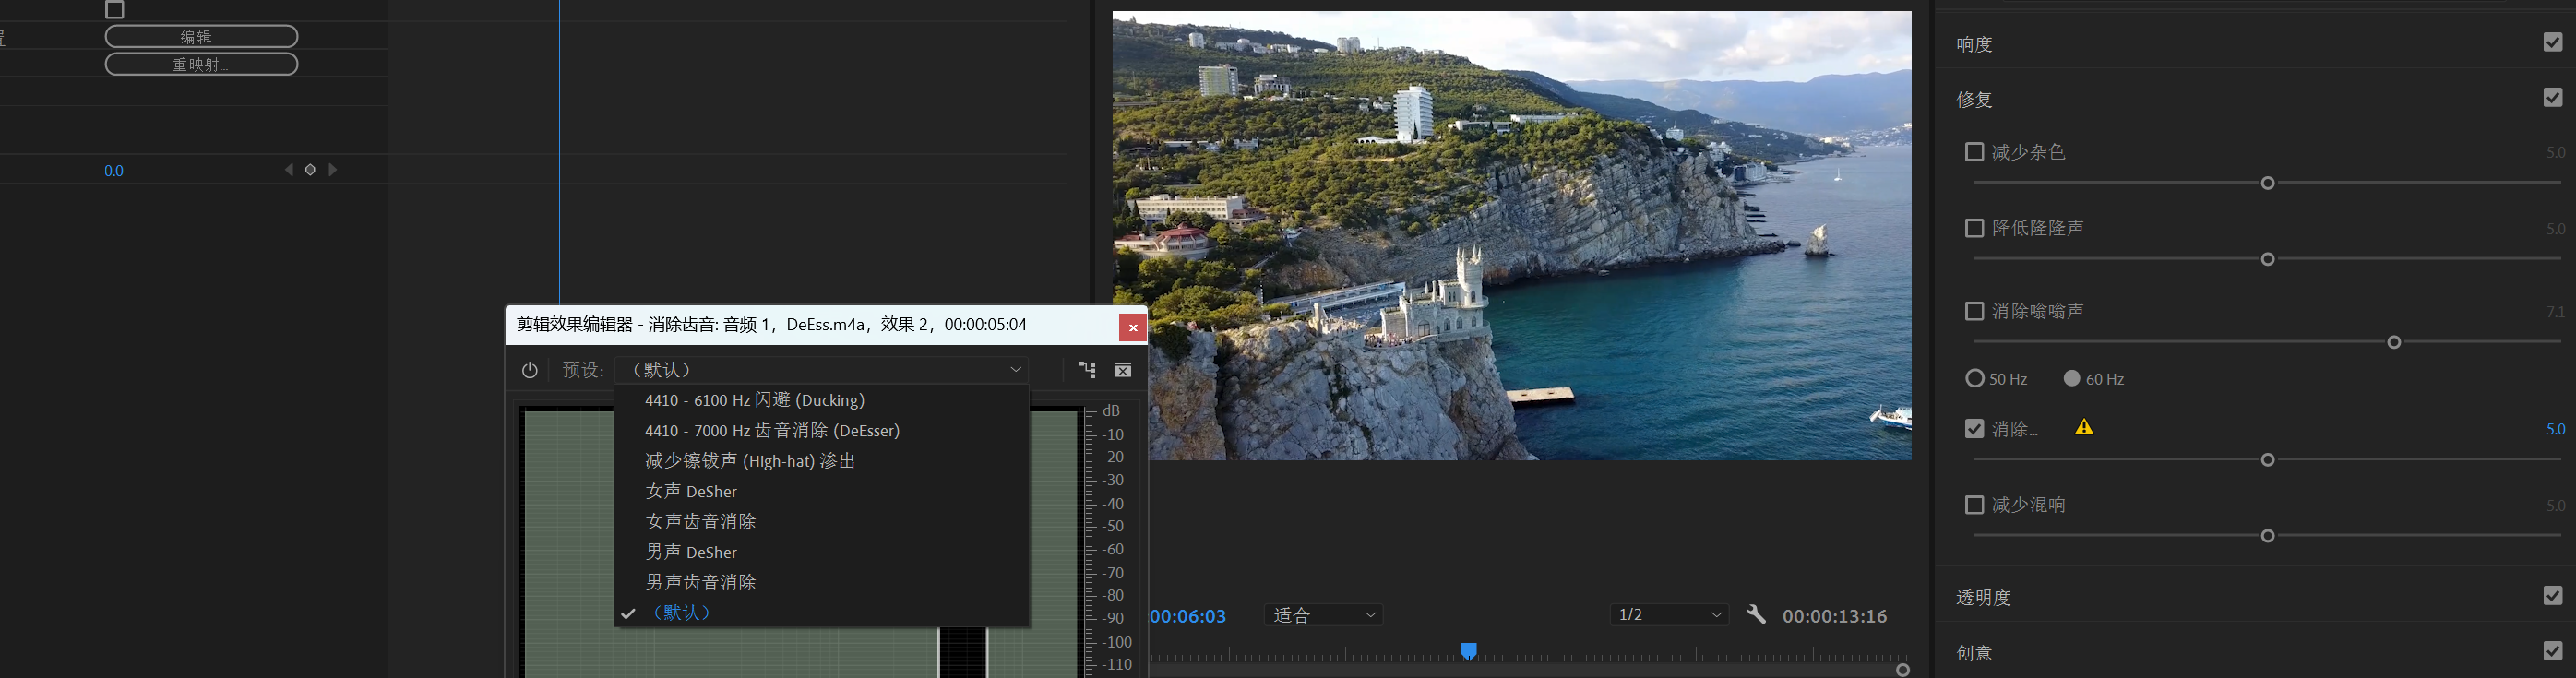 编辑...
重映射...
0.0
剪辑效果编辑器 - 消除齿音: 音频 1, DeEss.m4a, 效果 2, 00:00:05:04
预设: （默认）
4410 - 6100 Hz 闪避 (Ducking)
4410 - 7000 Hz 齿音消除 (DeEsser)
减少镲钹声 (High-hat) 渗出
女声 DeSher
女声齿音消除
男声 DeSher
男声齿音消除
（默认）
dB
-10
-20
-30
-40
-50
-60
-70
-80
-90
-100
-110
00:06:03 适合 1/2 00:00:13:16
响度
修复
减少杂色 5.0
降低隆隆声 5.0
消除嗡嗡声 7.1
50 Hz 60 Hz
消除... 5.0
减少混响 5.0
透明度
创意